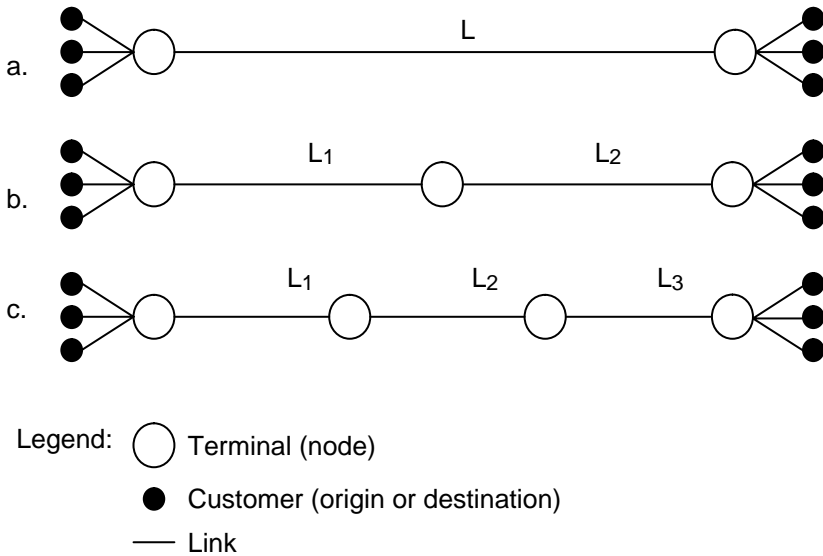 L
a.
L1 L2
b.
L1 L2 L3
c.
Legend:
Terminal (node)
Customer (origin or destination)
Link